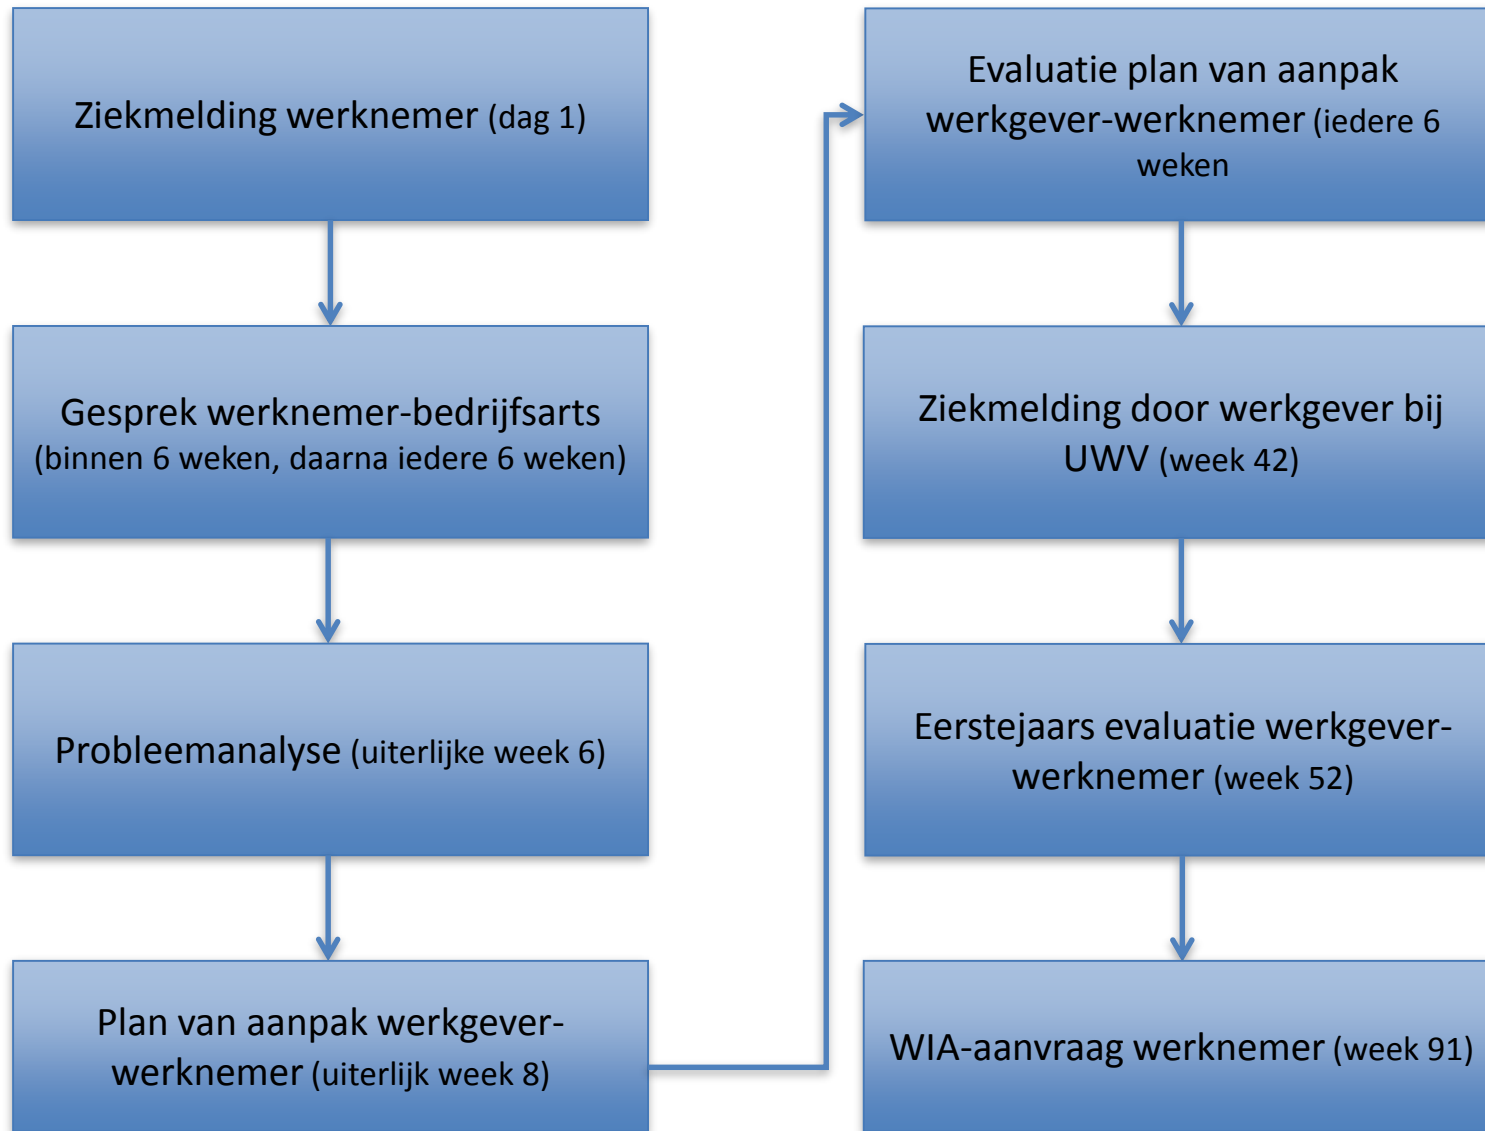 Ziekmelding werknemer (dag 1)
Gesprek werknemer-bedrijfsarts
(binnen 6 weken, daarna iedere 6 weken)
Probleemanalyse (uiterlijke week 6)
Plan van aanpak werkgever-
werknemer (uiterlijk week 8)
Evaluatie plan van aanpak
werkgever-werknemer (iedere 6
weken
Ziekmelding door werkgever bij
UWV (week 42)
Eerstejaars evaluatie werkgever-
werknemer (week 52)
WIA-aanvraag werknemer (week 91)